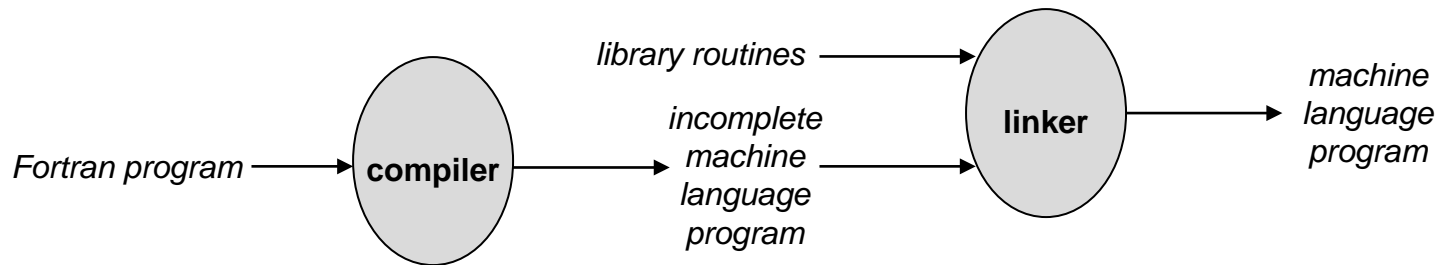 Fortran program
compiler
incomplete
machine
language
program
library routines
linker
machine
language
program